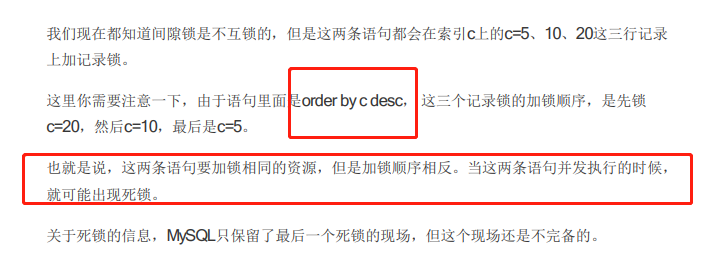 我们现在都知道间隙锁是不互锁的，但是这两条语句都会在索引c上的c=5、10、20这三行记录
上加记录锁。
这里你需要注意一下，由于语句里面是order by c desc， 这三个记录锁的加锁顺序，是先锁
c=20，然后c=10，最后是c=5。
也就是说，这两条语句要加锁相同的资源，但是加锁顺序相反。当这两条语句并发执行的时候，
就可能出现死锁。
关于死锁的信息，MySQL只保留了最后一个死锁的现场，但这个现场还是不完备的。